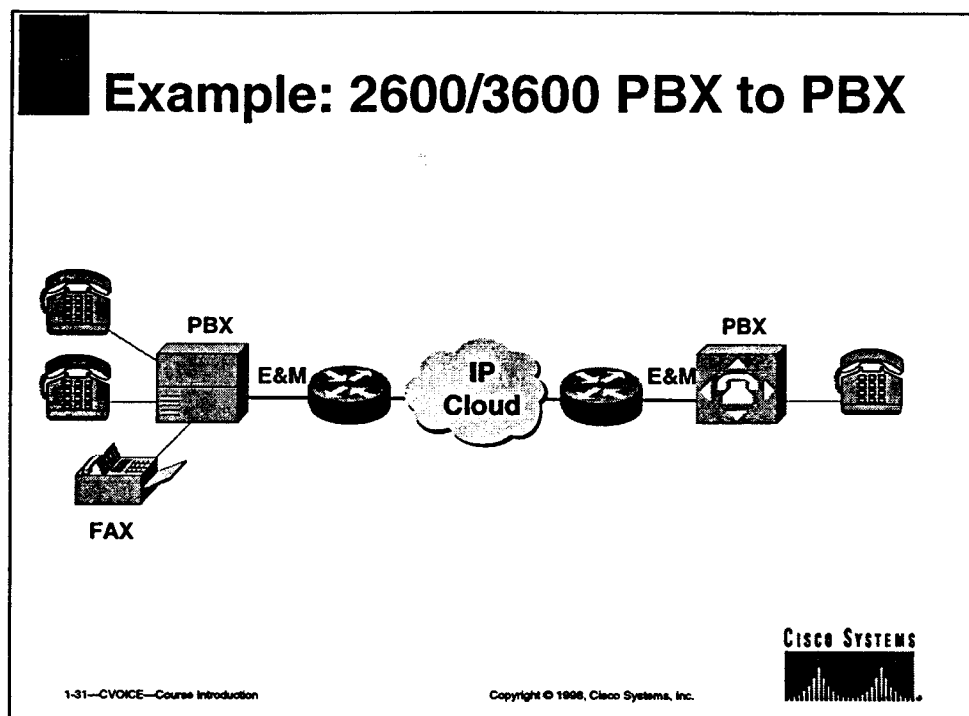 Example: 2600/3600 PBX to PBX
PBX
PBX
E&M
IP
Cloud
E&M
FAX
CISCO SYSTEMS
1-31—CVOICE—Course Introduction
Copyright © 1998, Cisco Systems, Inc.